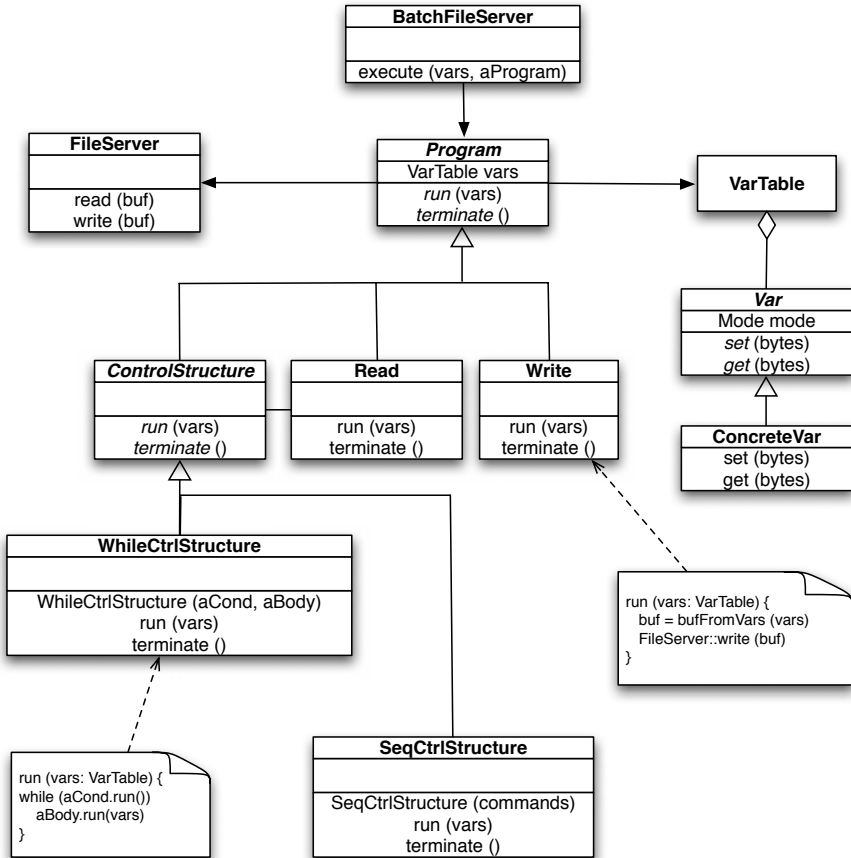 BatchFileServer
execute (vars, aProgram)
FileServer
read (buf)
write (buf)
Program
VarTable vars
run (vars)
terminate ()
VarTable
Var
Mode mode
set (bytes)
get (bytes)
ControlStructure
run (vars)
terminate ()
Read
run (vars)
terminate ()
Write
run (vars)
terminate ()
ConcreteVar
set (bytes)
get (bytes)
WhileCtrlStructure
WhileCtrlStructure (aCond, aBody)
run (vars)
terminate ()
run (vars: VarTable) {
buf = bufFromVars (vars)
FileServer::write (buf)
}
run (vars: VarTable) {
while (aCond.run())
aBody.run(vars)
}
SeqCtrlStructure
SeqCtrlStructure (commands)
run (vars)
terminate ()